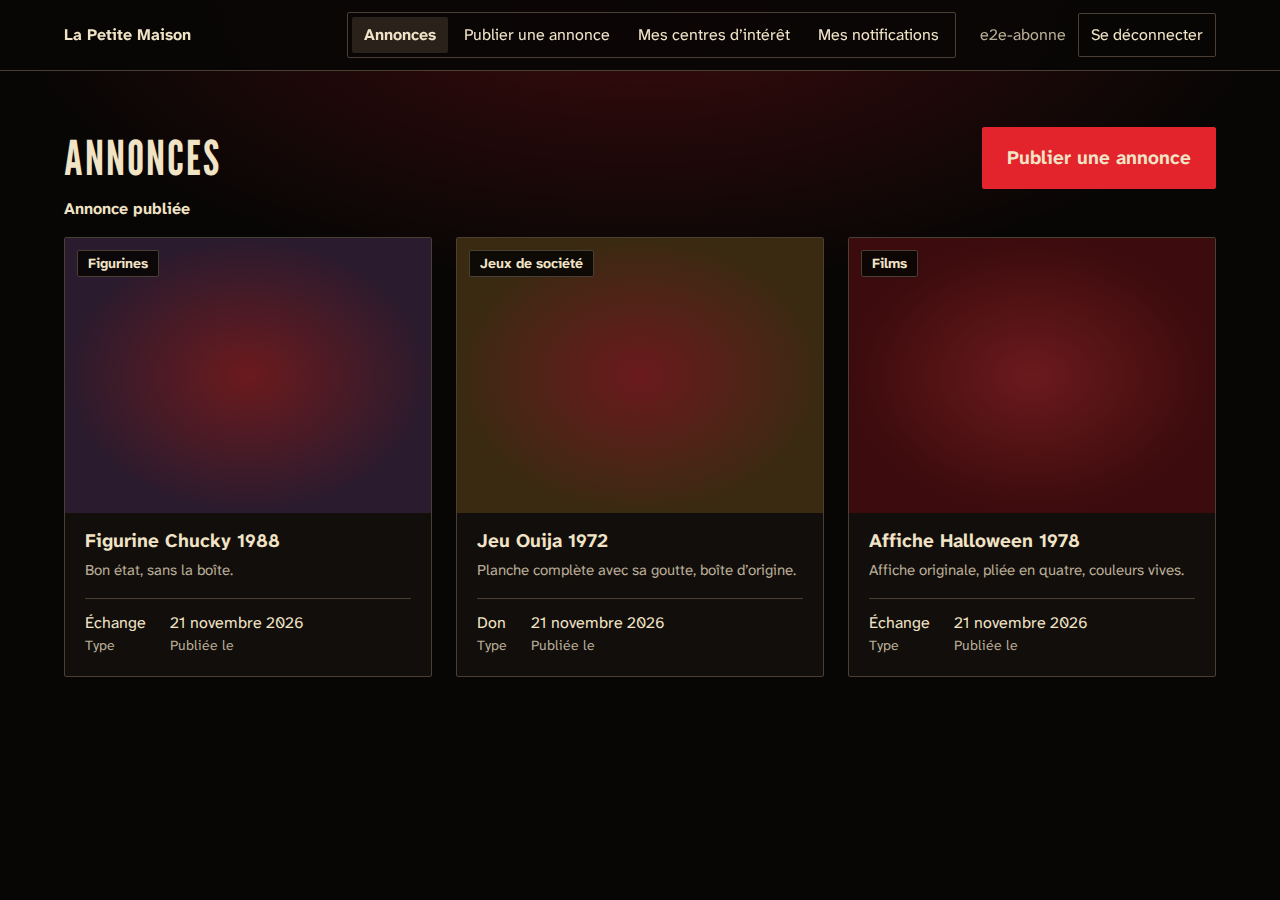 La Petite Maison
Annonces
Publier une annonce
Mes centres d’intérêt
Mes notifications
e2e-abonne
Se déconnecter
ANNONCES
Publier une annonce
Annonce publiée
Figurines
Figurine Chucky 1988
Bon état, sans la boîte.
Échange
Type
21 novembre 2026
Publiée le
Jeux de société
Jeu Ouija 1972
Planche complète avec sa goutte, boîte d’origine.
Don
Type
21 novembre 2026
Publiée le
Films
Affiche Halloween 1978
Affiche originale, pliée en quatre, couleurs vives.
Échange
Type
21 novembre 2026
Publiée le